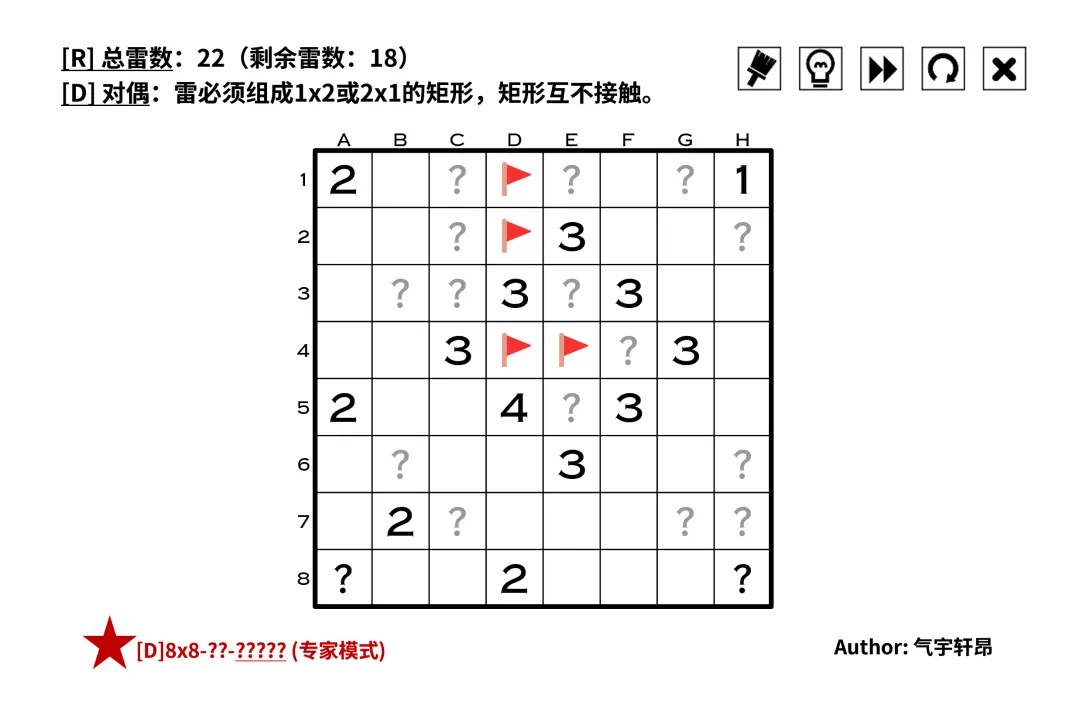 [R] 总雷数：22（剩余雷数：18）
[D] 对偶：雷必须组成1x2或2x1的矩形，矩形互不接触。
A B C D E F G H
1 2 ? ? ? 1
2 ? 3 ?
3 ? ? 3 ? 3
4 3 ? 3
5 2 4 ? 3
6 ? 3 ?
7 2 ? ? ?
8 ? 2 ?
[D]8x8-??-????? (专家模式)
Author: 气宇轩昂